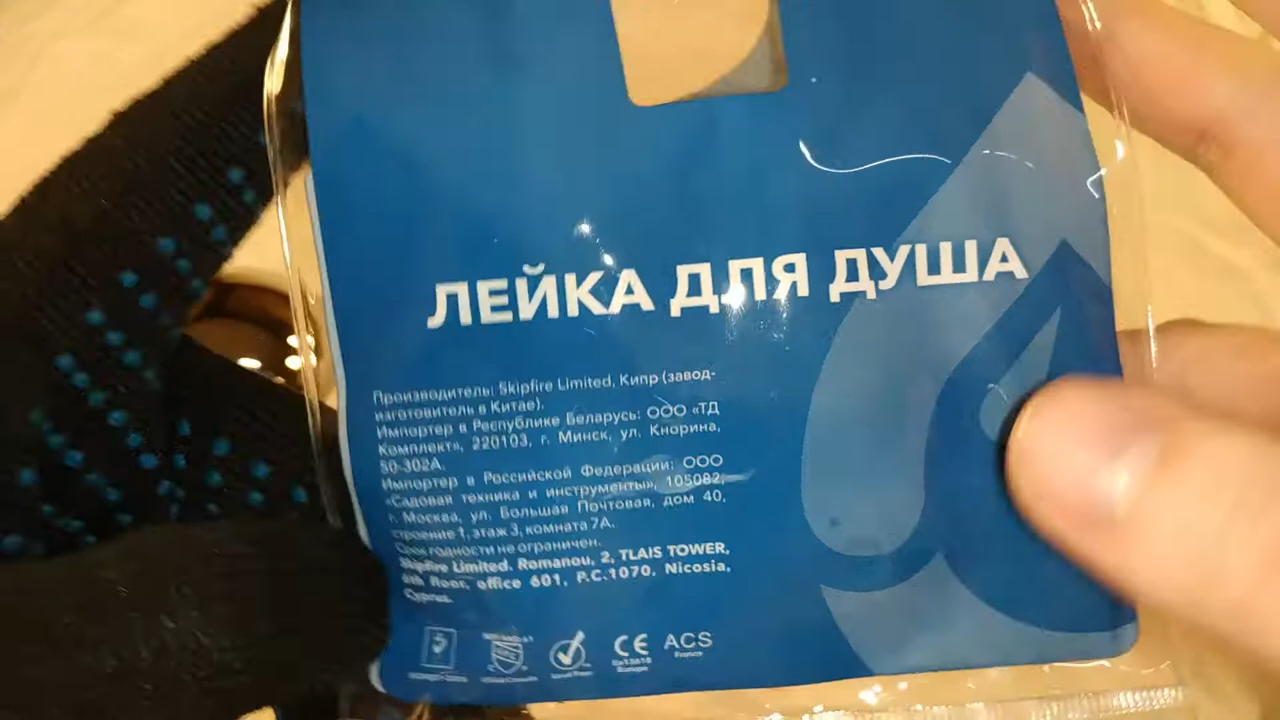 ЛЕЙКА ДЛЯ ДУША
Производитель: Skipfire Limited, Кипр (завод-
изготовитель в Китае).
Импортер в Республике Беларусь: ООО «ТД
Комплект», 220103, г. Минск, ул. Кнорина,
50-302А.
Импортер в Российской Федерации: ООО
«Садовая техника и инструменты», 105082,
г. Москва, ул. Большая Почтовая, дом 40,
строение 1, этаж 3, комната 7А.
Срок годности не ограничен.
Skipfire Limited. Romanou, 2, TLAIS TOWER,
6th floor, office 601, P.C.1070, Nicosia,
Cyprus.
CE ACS
Europe France